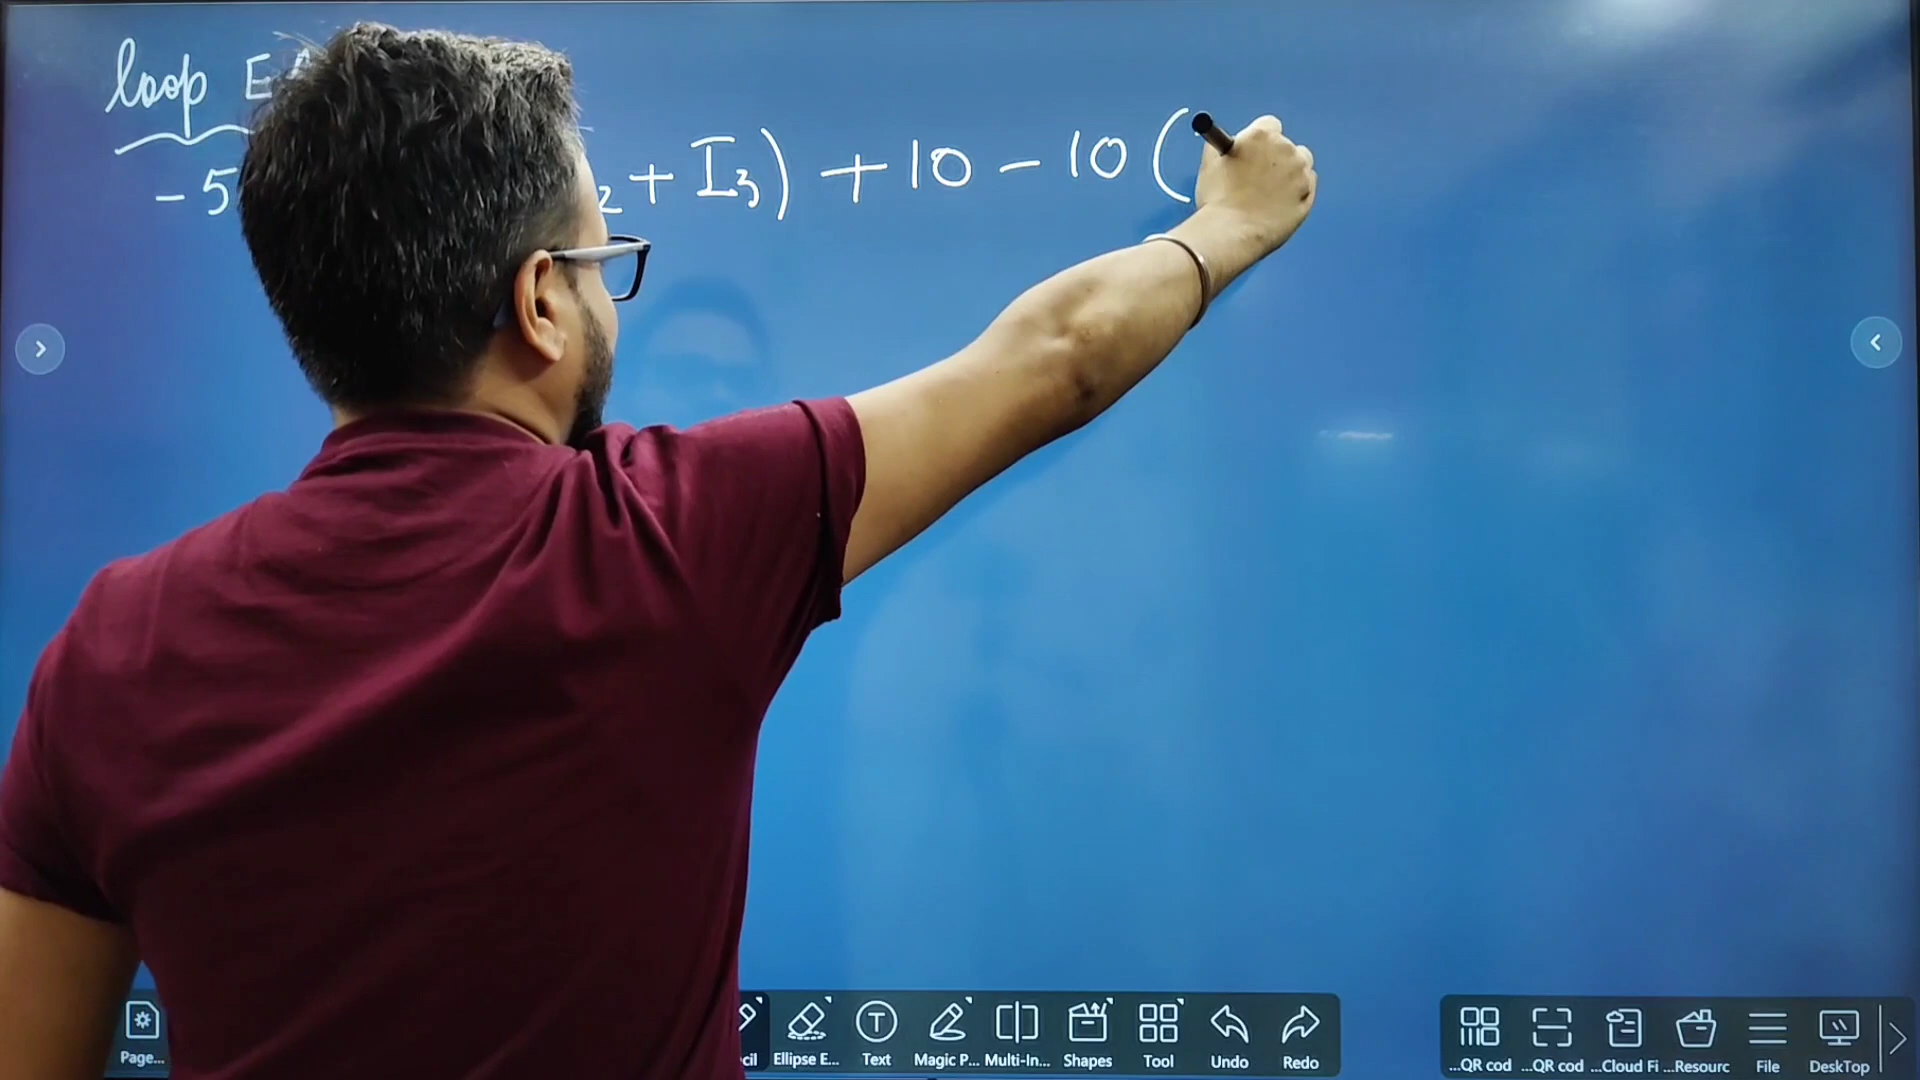 loop
-5 2 + I3) + 10 - 10 (
Page... Ellipse E... Text Magic P... Multi-In... Shapes Tool Undo Redo ...QR cod ...QR cod ...Cloud Fi ...Resourc File DeskTop